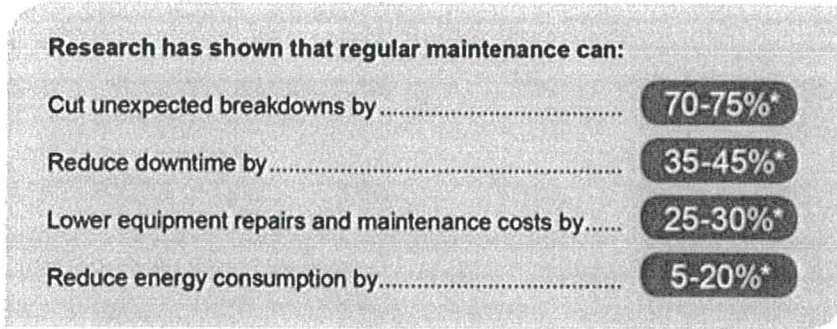 Research has shown that regular maintenance can:
Cut unexpected breakdowns by...................................... 70-75%*
Reduce downtime by....................................................... 35-45%*
Lower equipment repairs and maintenance costs by...... 25-30%*
Reduce energy consumption by...................................... 5-20%*